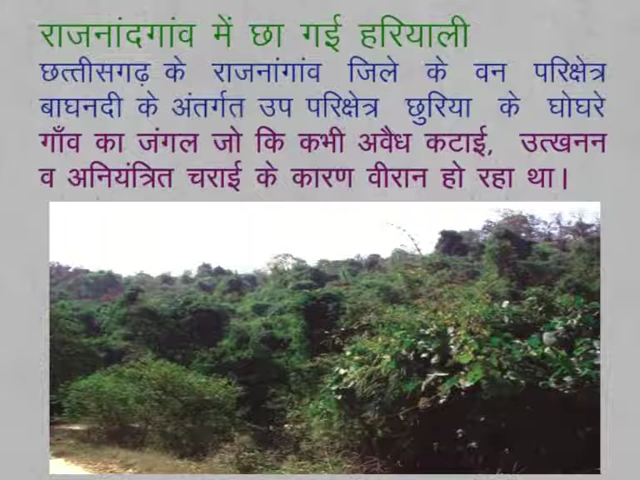 राजनांदगांव में छा गई हरियाली
छत्तीसगढ़ के राजनांगांव जिले के वन परिक्षेत्र
बाघनदी के अंतर्गत उप परिक्षेत्र छुरिया के घोघरे
गाँव का जंगल जो कि कभी अवैध कटाई, उत्खनन
व अनियंत्रित चराई के कारण वीरान हो रहा था।